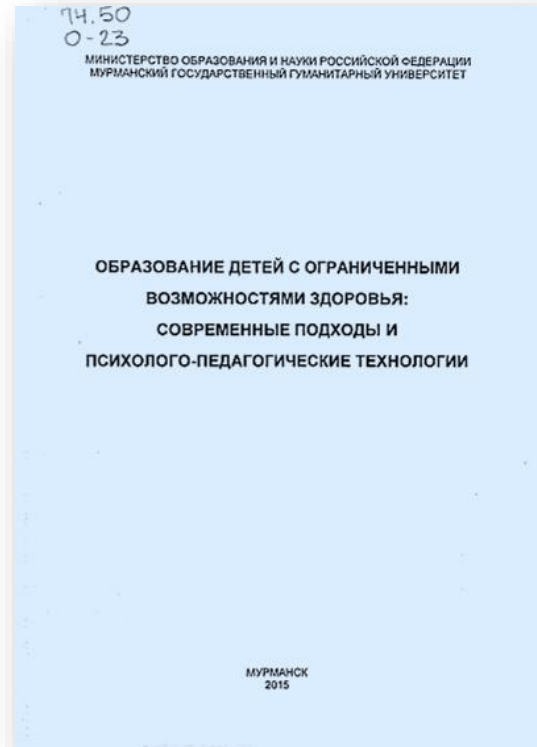 74.50
О-23
МИНИСТЕРСТВО ОБРАЗОВАНИЯ И НАУКИ РОССИЙСКОЙ ФЕДЕРАЦИИ
МУРМАНСКИЙ ГОСУДАРСТВЕННЫЙ ГУМАНИТАРНЫЙ УНИВЕРСИТЕТ
ОБРАЗОВАНИЕ ДЕТЕЙ С ОГРАНИЧЕННЫМИ
ВОЗМОЖНОСТЯМИ ЗДОРОВЬЯ:
СОВРЕМЕННЫЕ ПОДХОДЫ И
ПСИХОЛОГО-ПЕДАГОГИЧЕСКИЕ ТЕХНОЛОГИИ
МУРМАНСК
2015